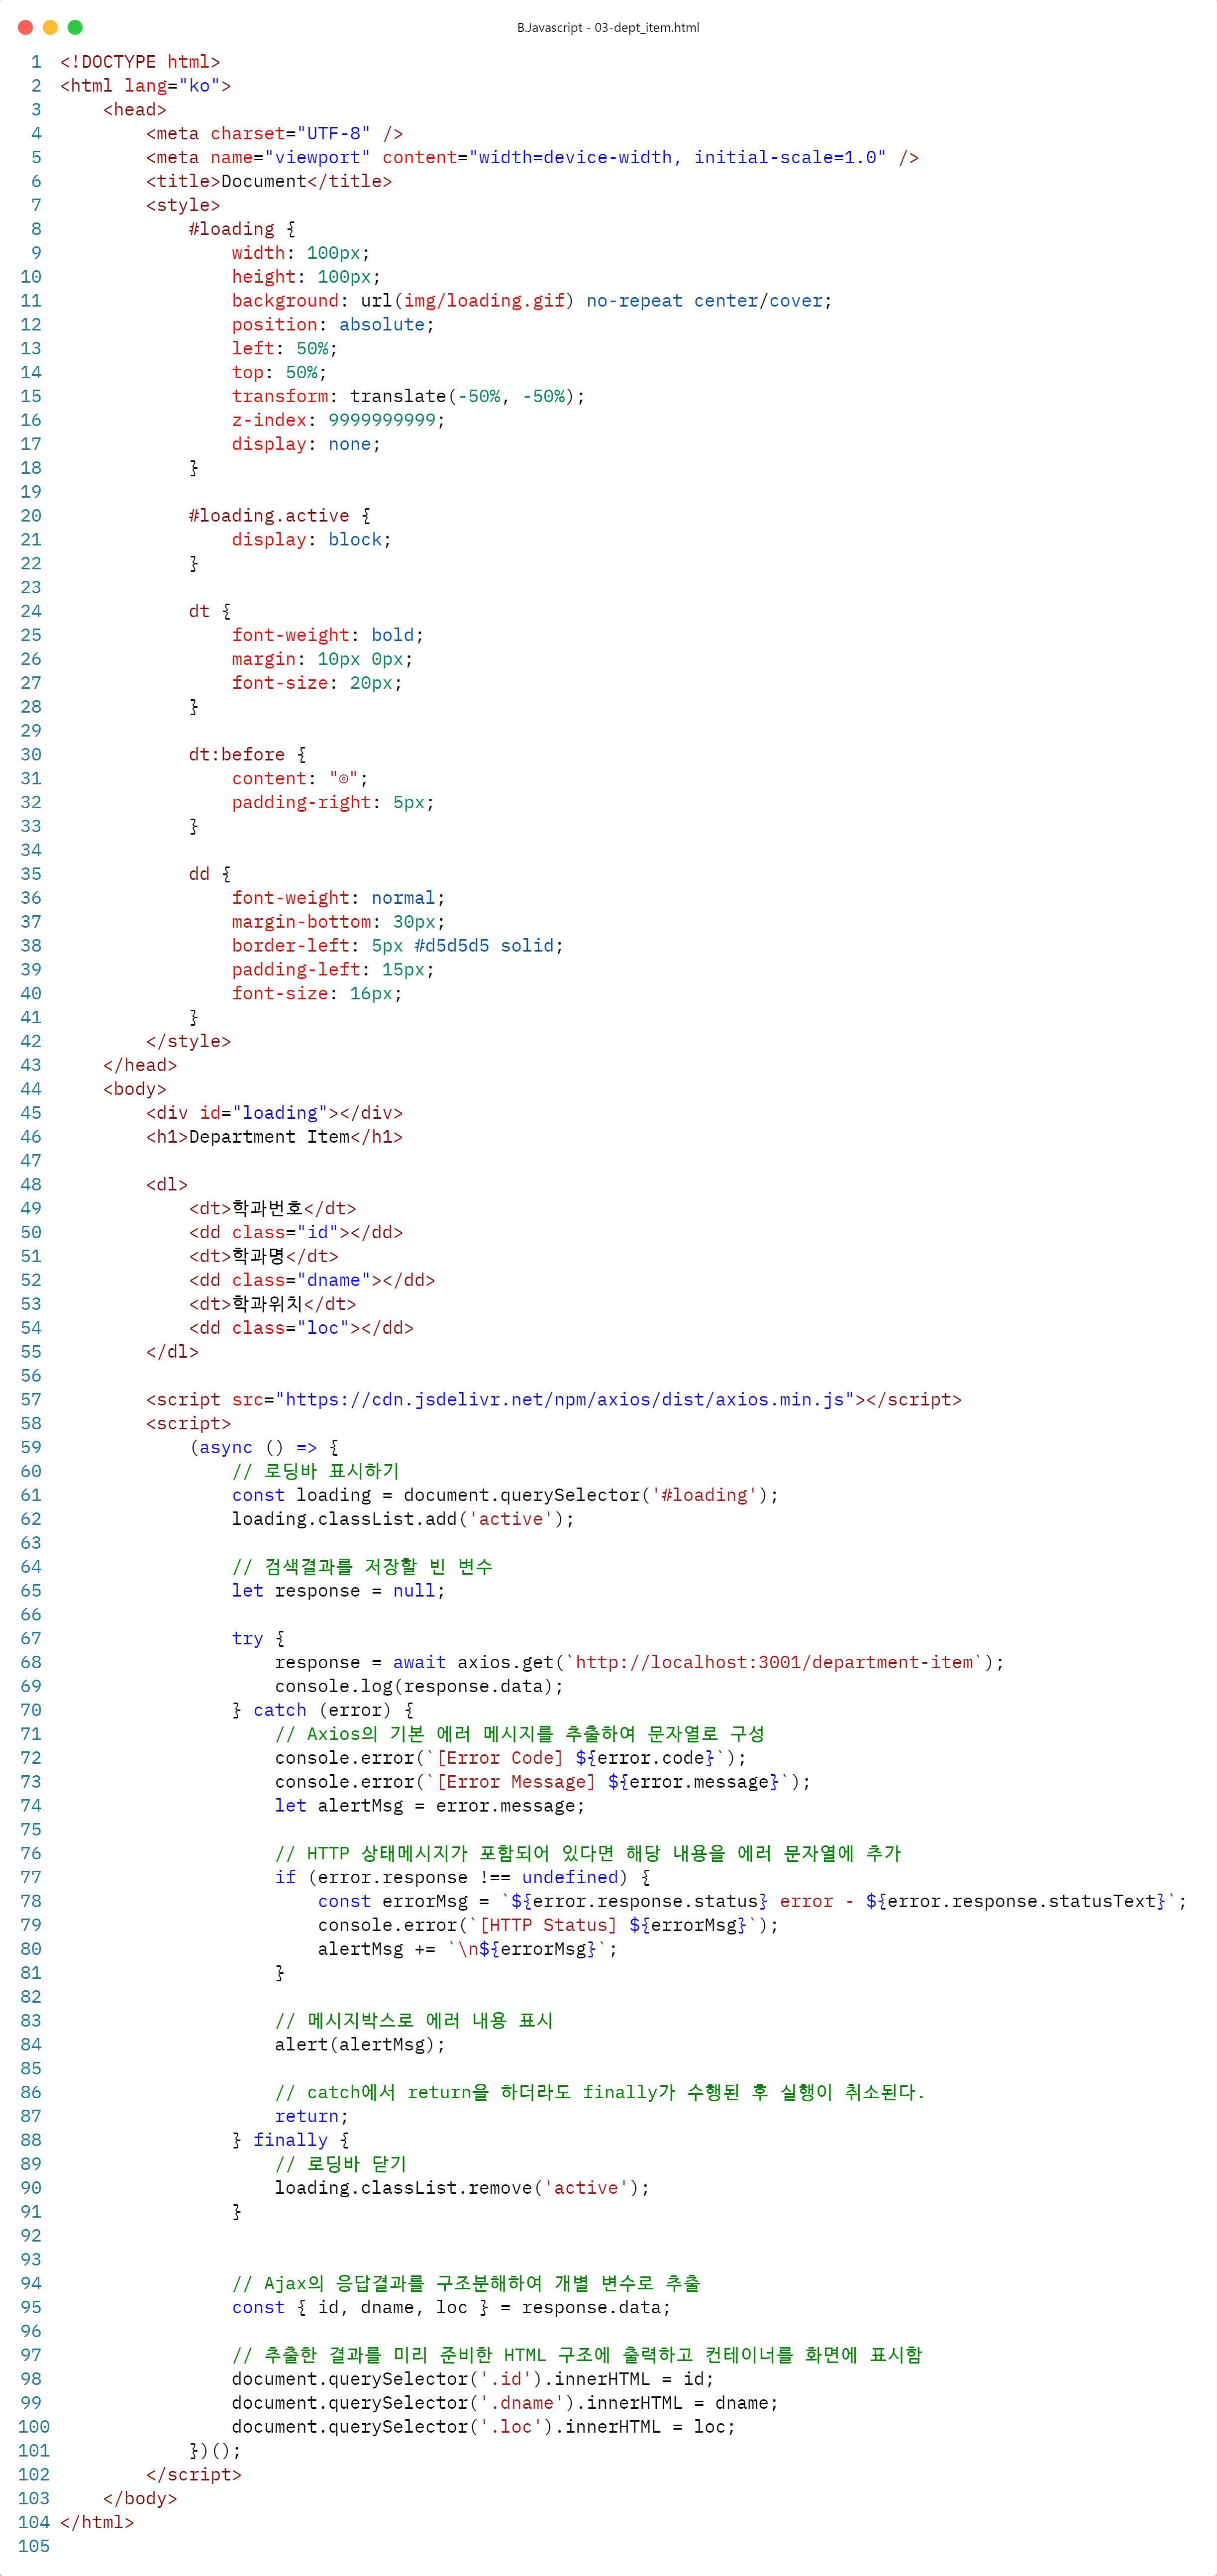 B.Javascript - 03-dept_item.html
1 <!DOCTYPE html>
2 <html lang="ko">
3     <head>
4         <meta charset="UTF-8" />
5         <meta name="viewport" content="width=device-width, initial-scale=1.0" />
6         <title>Document</title>
7         <style>
8             #loading {
9                 width: 100px;
10                 height: 100px;
11                 background: url(img/loading.gif) no-repeat center/cover;
12                 position: absolute;
13                 left: 50%;
14                 top: 50%;
15                 transform: translate(-50%, -50%);
16                 z-index: 9999999999;
17                 display: none;
18             }
19
20             #loading.active {
21                 display: block;
22             }
23
24             dt {
25                 font-weight: bold;
26                 margin: 10px 0px;
27                 font-size: 20px;
28             }
29
30             dt:before {
31                 content: "⊙";
32                 padding-right: 5px;
33             }
34
35             dd {
36                 font-weight: normal;
37                 margin-bottom: 30px;
38                 border-left: 5px #d5d5d5 solid;
39                 padding-left: 15px;
40                 font-size: 16px;
41             }
42         </style>
43     </head>
44     <body>
45         <div id="loading"></div>
46         <h1>Department Item</h1>
47
48         <dl>
49             <dt>학과번호</dt>
50             <dd class="id"></dd>
51             <dt>학과명</dt>
52             <dd class="dname"></dd>
53             <dt>학과위치</dt>
54             <dd class="loc"></dd>
55         </dl>
56
57         <script src="https://cdn.jsdelivr.net/npm/axios/dist/axios.min.js"></script>
58         <script>
59             (async () => {
60                 // 로딩바 표시하기
61                 const loading = document.querySelector('#loading');
62                 loading.classList.add('active');
63
64                 // 검색결과를 저장할 빈 변수
65                 let response = null;
66
67                 try {
68                     response = await axios.get(`http://localhost:3001/department-item`);
69                     console.log(response.data);
70                 } catch (error) {
71                     // Axios의 기본 에러 메시지를 추출하여 문자열로 구성
72                     console.error(`[Error Code] ${error.code}`);
73                     console.error(`[Error Message] ${error.message}`);
74                     let alertMsg = error.message;
75
76                     // HTTP 상태메시지가 포함되어 있다면 해당 내용을 에러 문자열에 추가
77                     if (error.response !== undefined) {
78                         const errorMsg = `${error.response.status} error - ${error.response.statusText}`;
79                         console.error(`[HTTP Status] ${errorMsg}`);
80                         alertMsg += `\n${errorMsg}`;
81                     }
82
83                     // 메시지박스로 에러 내용 표시
84                     alert(alertMsg);
85
86                     // catch에서 return을 하더라도 finally가 수행된 후 실행이 취소된다.
87                     return;
88                 } finally {
89                     // 로딩바 닫기
90                     loading.classList.remove('active');
91                 }
92
93
94                 // Ajax의 응답결과를 구조분해하여 개별 변수로 추출
95                 const { id, dname, loc } = response.data;
96
97                 // 추출한 결과를 미리 준비한 HTML 구조에 출력하고 컨테이너를 화면에 표시함
98                 document.querySelector('.id').innerHTML = id;
99                 document.querySelector('.dname').innerHTML = dname;
100                 document.querySelector('.loc').innerHTML = loc;
101             })();
102         </script>
103     </body>
104 </html>
105